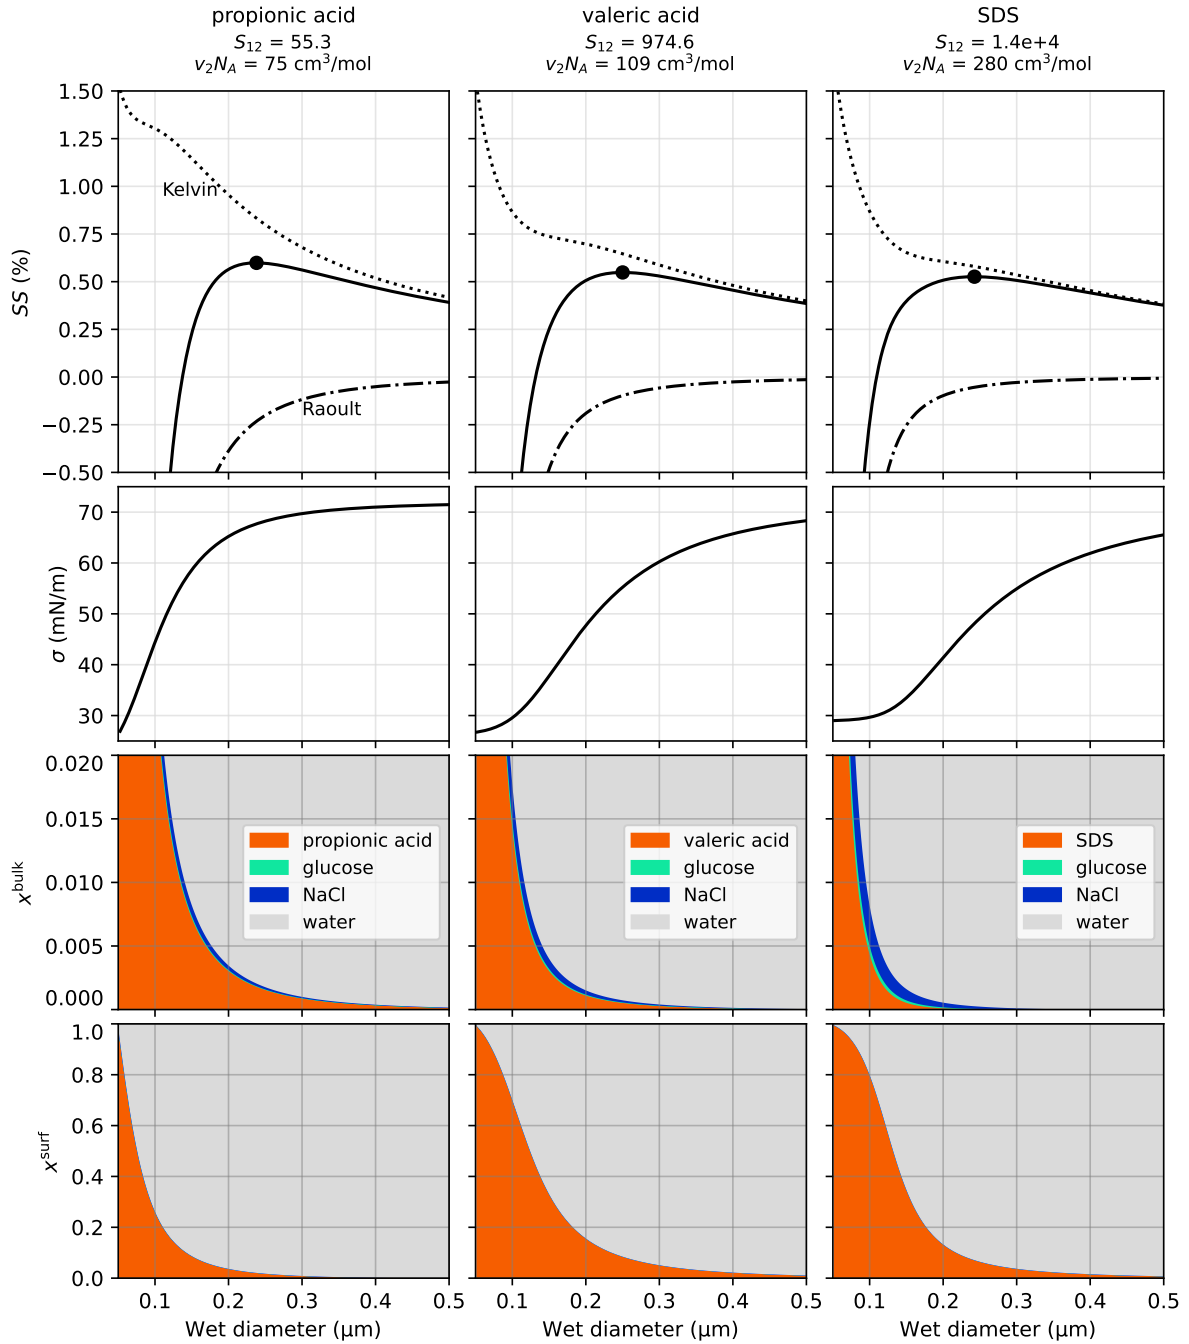 propionic acid
S₁₂ = 55.3
v₂N_A = 75 cm³/mol
valeric acid
S₁₂ = 974.6
v₂N_A = 109 cm³/mol
SDS
S₁₂ = 1.4e+4
v₂N_A = 280 cm³/mol
SS (%)
1.50
1.25
1.00
0.75
0.50
0.25
0.00
−0.25
−0.50
Kelvin
Raoult
σ (mN/m)
70
60
50
40
30
x^bulk
0.020
0.015
0.010
0.005
0.000
propionic acid
glucose
NaCl
water
valeric acid
glucose
NaCl
water
SDS
glucose
NaCl
water
x^surf
1.0
0.8
0.6
0.4
0.2
0.0
0.1 0.2 0.3 0.4 0.5
0.1 0.2 0.3 0.4 0.5
0.1 0.2 0.3 0.4 0.5
Wet diameter (μm)
Wet diameter (μm)
Wet diameter (μm)